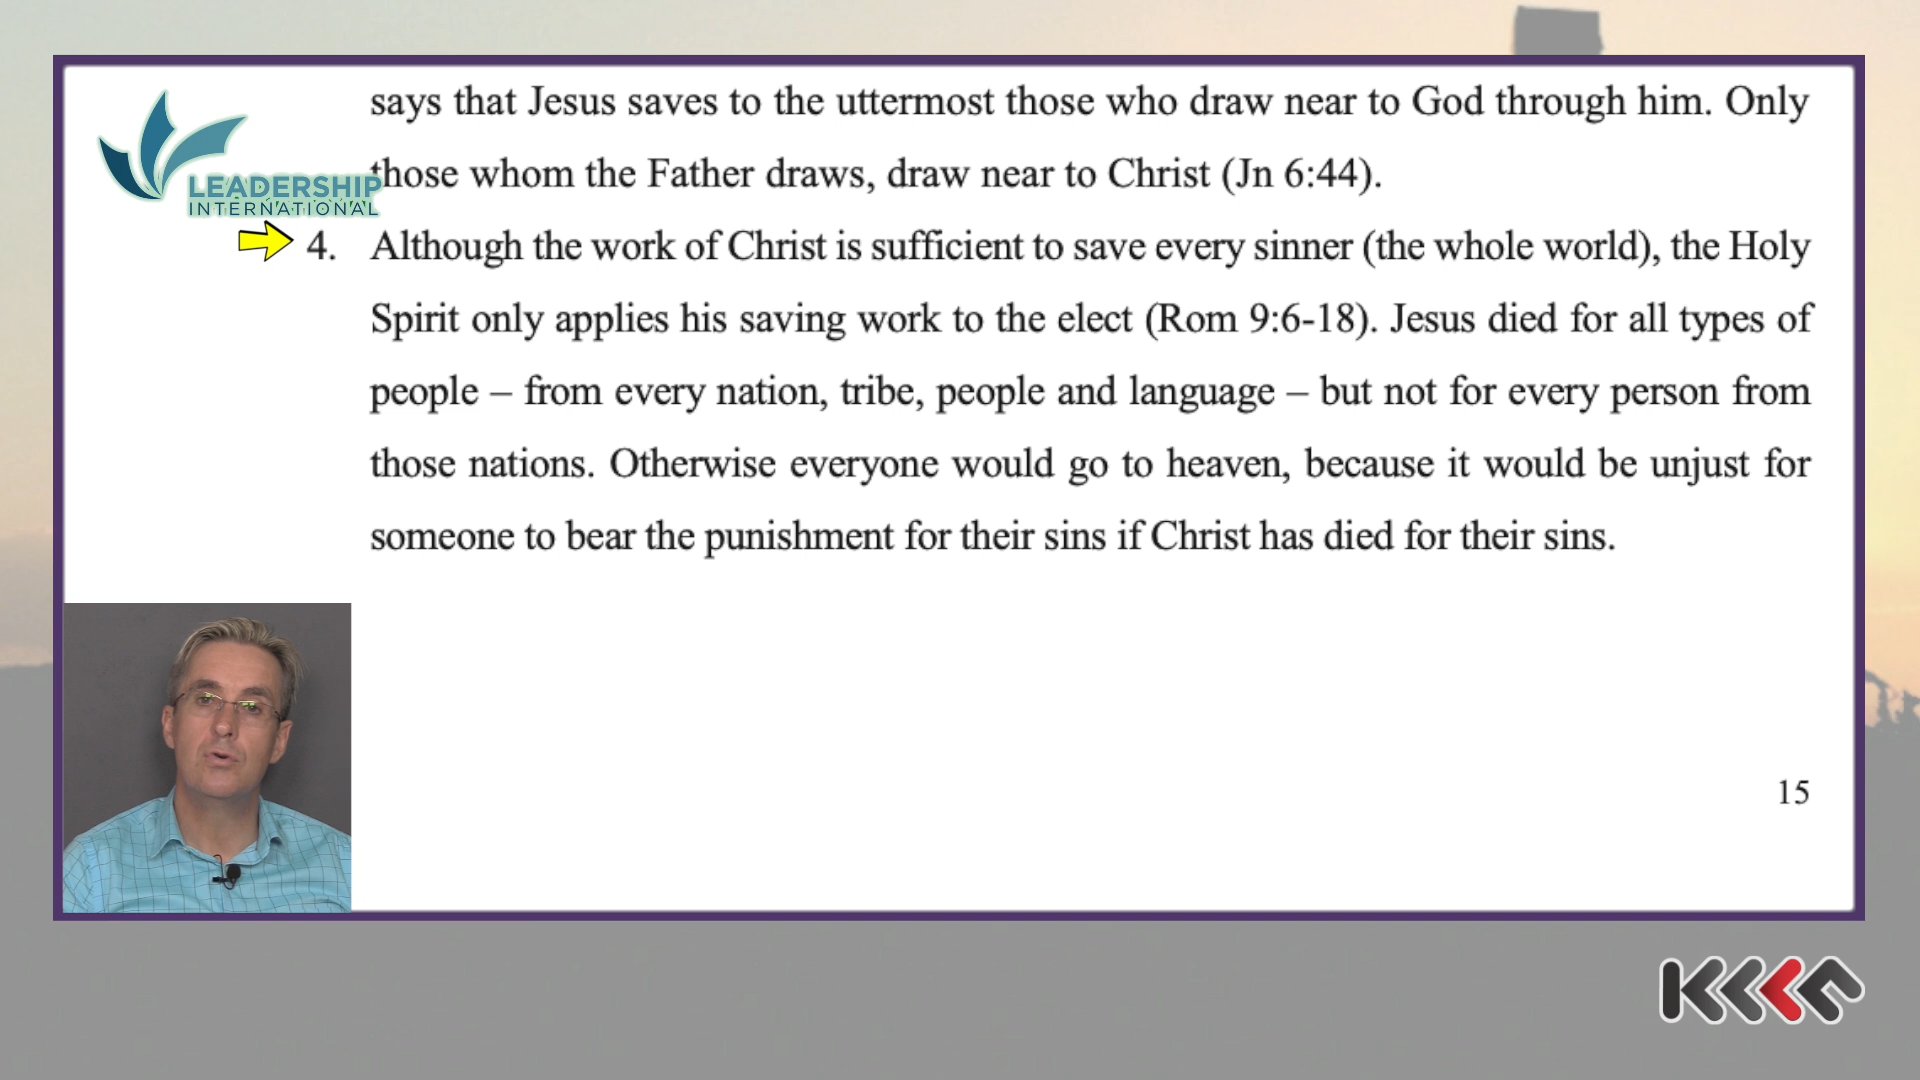 says that Jesus saves to the uttermost those who draw near to God through him. Only
those whom the Father draws, draw near to Christ (Jn 6:44).
LEADERSHIP
INTERNATIONAL
4. Although the work of Christ is sufficient to save every sinner (the whole world), the Holy
Spirit only applies his saving work to the elect (Rom 9:6-18). Jesus died for all types of
people – from every nation, tribe, people and language – but not for every person from
those nations. Otherwise everyone would go to heaven, because it would be unjust for
someone to bear the punishment for their sins if Christ has died for their sins.
15